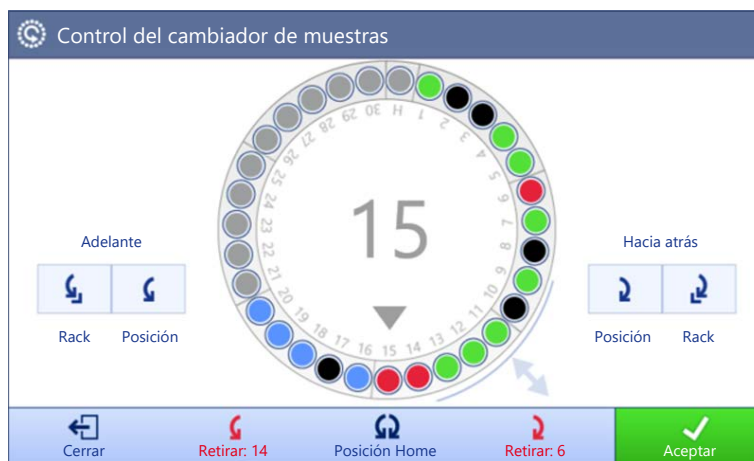 Control del cambiador de muestras
H 1 2 3 4 5 6 7 8 9 10 11 12 13 14 15 16 17 18 19 20 21 22 23 24 25 26 27 28 29 30
15
Adelante
Rack Posición
Hacia atrás
Posición Rack
Cerrar
Retirar: 14
Posición Home
Retirar: 6
Aceptar